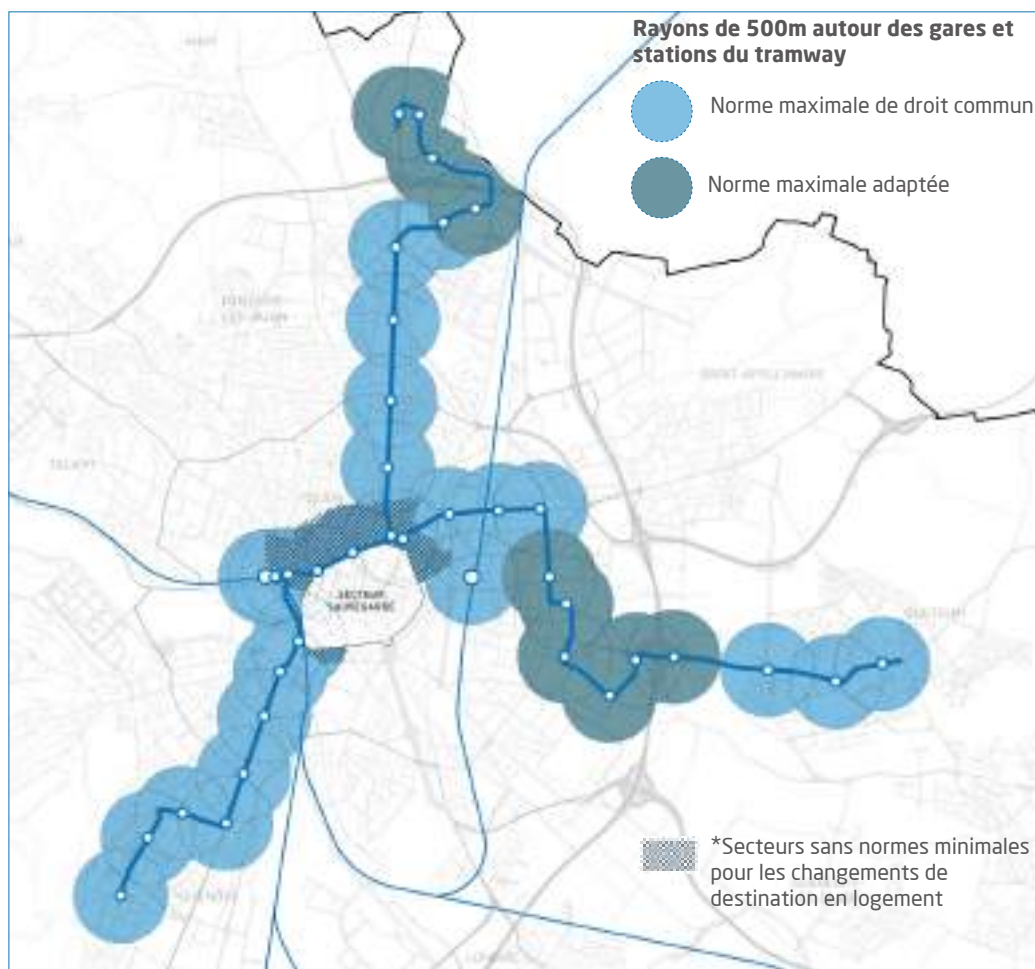 Rayons de 500m autour des gares et
stations du tramway
Norme maximale de droit commun
Norme maximale adaptée
TALANT
SECTEUR
SAUVEGARDÉ
*Secteurs sans normes minimales
pour les changements de
destination en logement